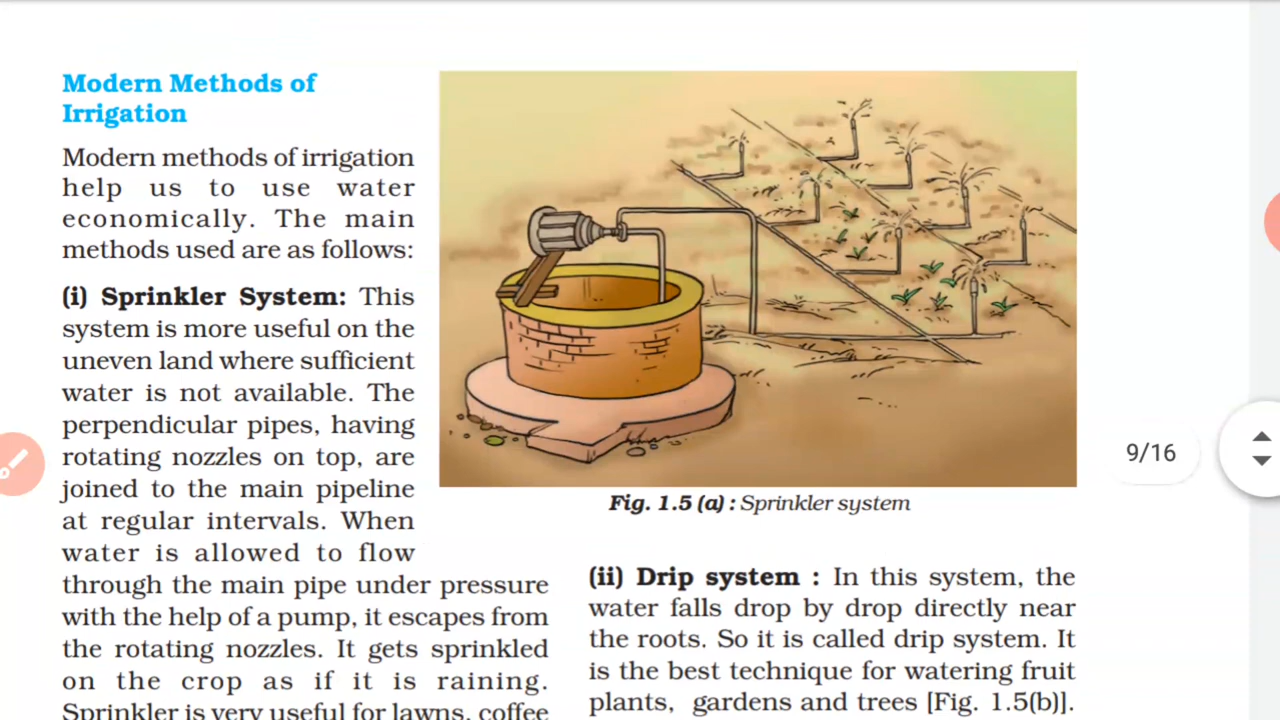 Modern Methods of
Irrigation
Modern methods of irrigation
help us to use water
economically. The main
methods used are as follows:
(i) Sprinkler System: This
system is more useful on the
uneven land where sufficient
water is not available. The
perpendicular pipes, having
rotating nozzles on top, are
joined to the main pipeline
at regular intervals. When
water is allowed to flow
through the main pipe under pressure
with the help of a pump, it escapes from
the rotating nozzles. It gets sprinkled
on the crop as if it is raining.
Sprinkler is very useful for lawns, coffee
Fig. 1.5 (a) : Sprinkler system
(ii) Drip system : In this system, the
water falls drop by drop directly near
the roots. So it is called drip system. It
is the best technique for watering fruit
plants, gardens and trees [Fig. 1.5(b)].
9/16